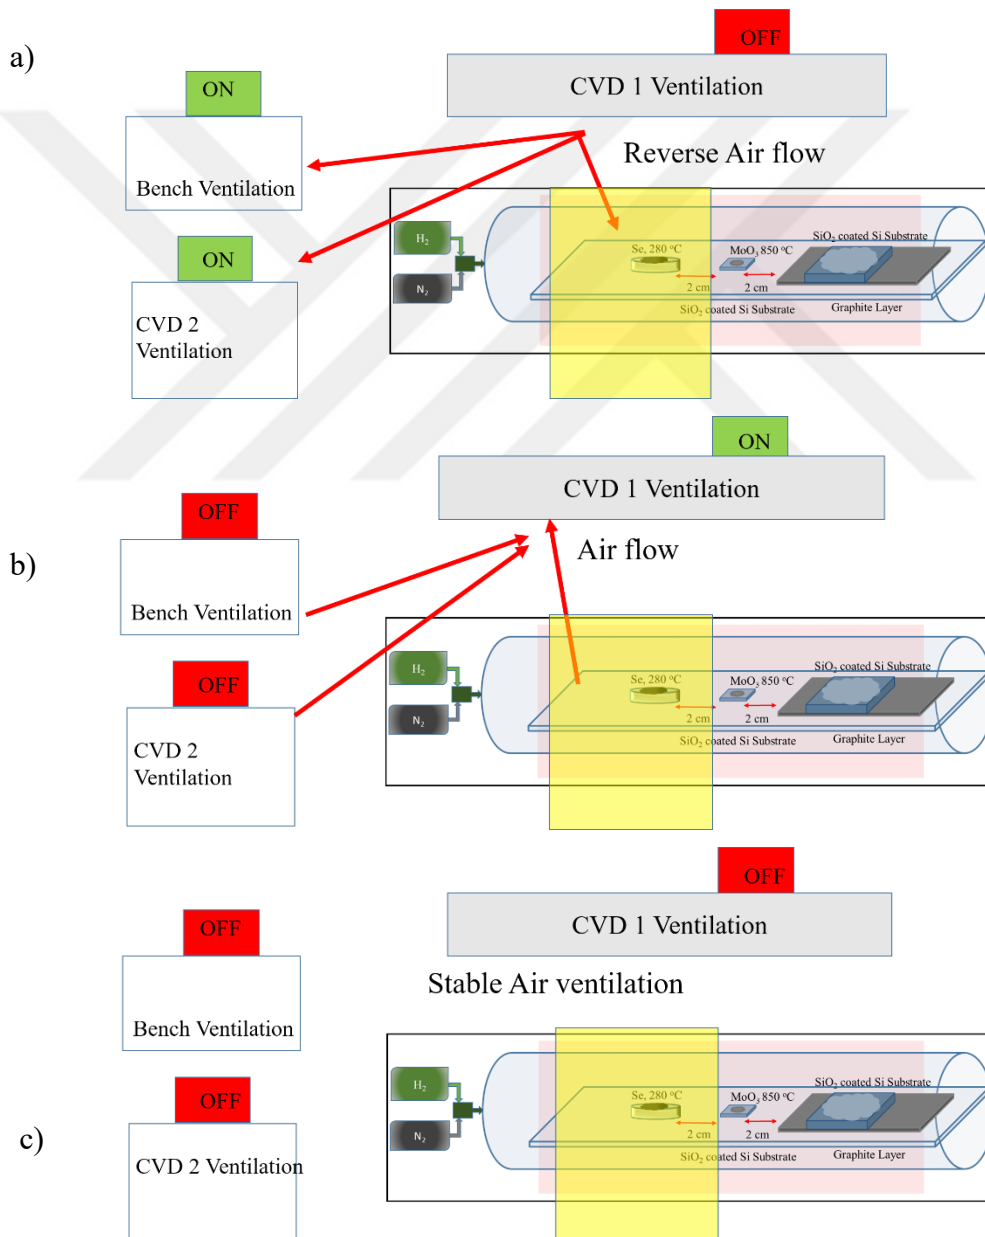 a)
OFF
ON
CVD 1 Ventilation
Bench Ventilation
Reverse Air flow
ON
CVD 2
Ventilation
H₂
N₂
Se, 280 °C
MoO₃ 850 °C
SiO₂ coated Si Substrate
2 cm
2 cm
SiO₂ coated Si Substrate
Graphite Layer
b)
ON
OFF
CVD 1 Ventilation
Bench Ventilation
Air flow
OFF
CVD 2
Ventilation
H₂
N₂
Se, 280 °C
MoO₃ 850 °C
SiO₂ coated Si Substrate
2 cm
2 cm
SiO₂ coated Si Substrate
Graphite Layer
c)
OFF
OFF
CVD 1 Ventilation
Bench Ventilation
Stable Air ventilation
OFF
CVD 2 Ventilation
H₂
N₂
Se, 280 °C
MoO₃ 850 °C
SiO₂ coated Si Substrate
2 cm
2 cm
SiO₂ coated Si Substrate
Graphite Layer